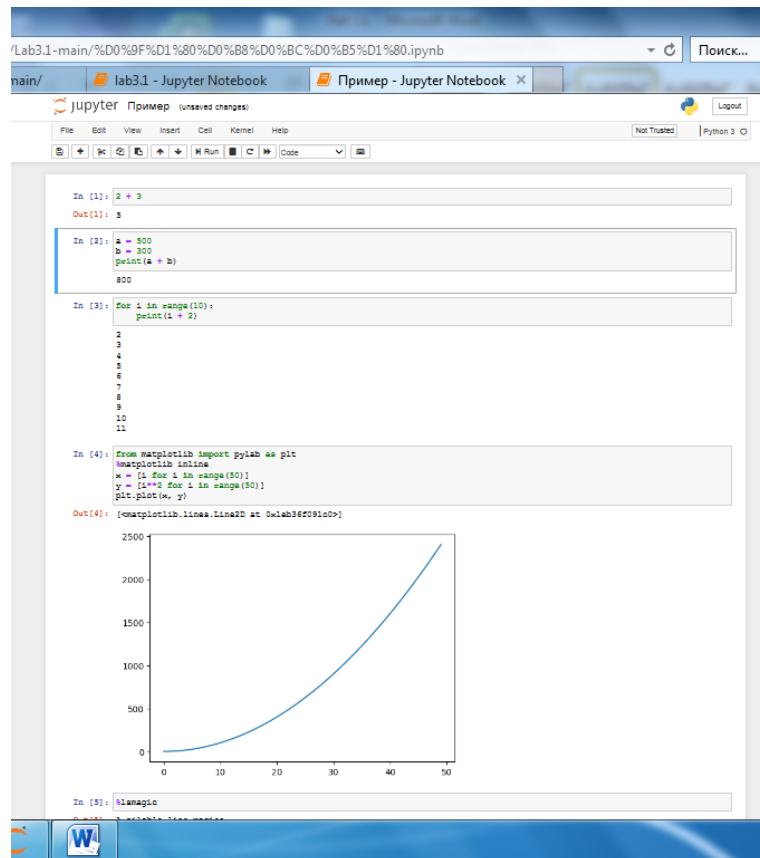 /Lab3.1-main/%D0%9F%D1%80%D0%B8%D0%BC%D0%B5%D1%80.ipynb
Поиск...
main/
lab3.1 - Jupyter Notebook
Пример - Jupyter Notebook
jupyter Пример (unsaved changes)
Logout
File Edit View Insert Cell Kernel Help
Not Trusted
Python 3
Run
Code
In [1]: 2 + 3
Out[1]: 5
In [2]: a = 500
b = 300
print(a + b)
800
In [3]: for i in range(10):
print(i + 2)
2
3
4
5
6
7
8
9
10
11
In [4]: from matplotlib import pylab as plt
%matplotlib inline
x = [i for i in range(50)]
y = [i**2 for i in range(50)]
plt.plot(x, y)
Out[4]: [<matplotlib.lines.Line2D at 0x1eb36f091c0>]
2500
2000
1500
1000
500
0
0 10 20 30 40 50
In [5]: %lsmagic